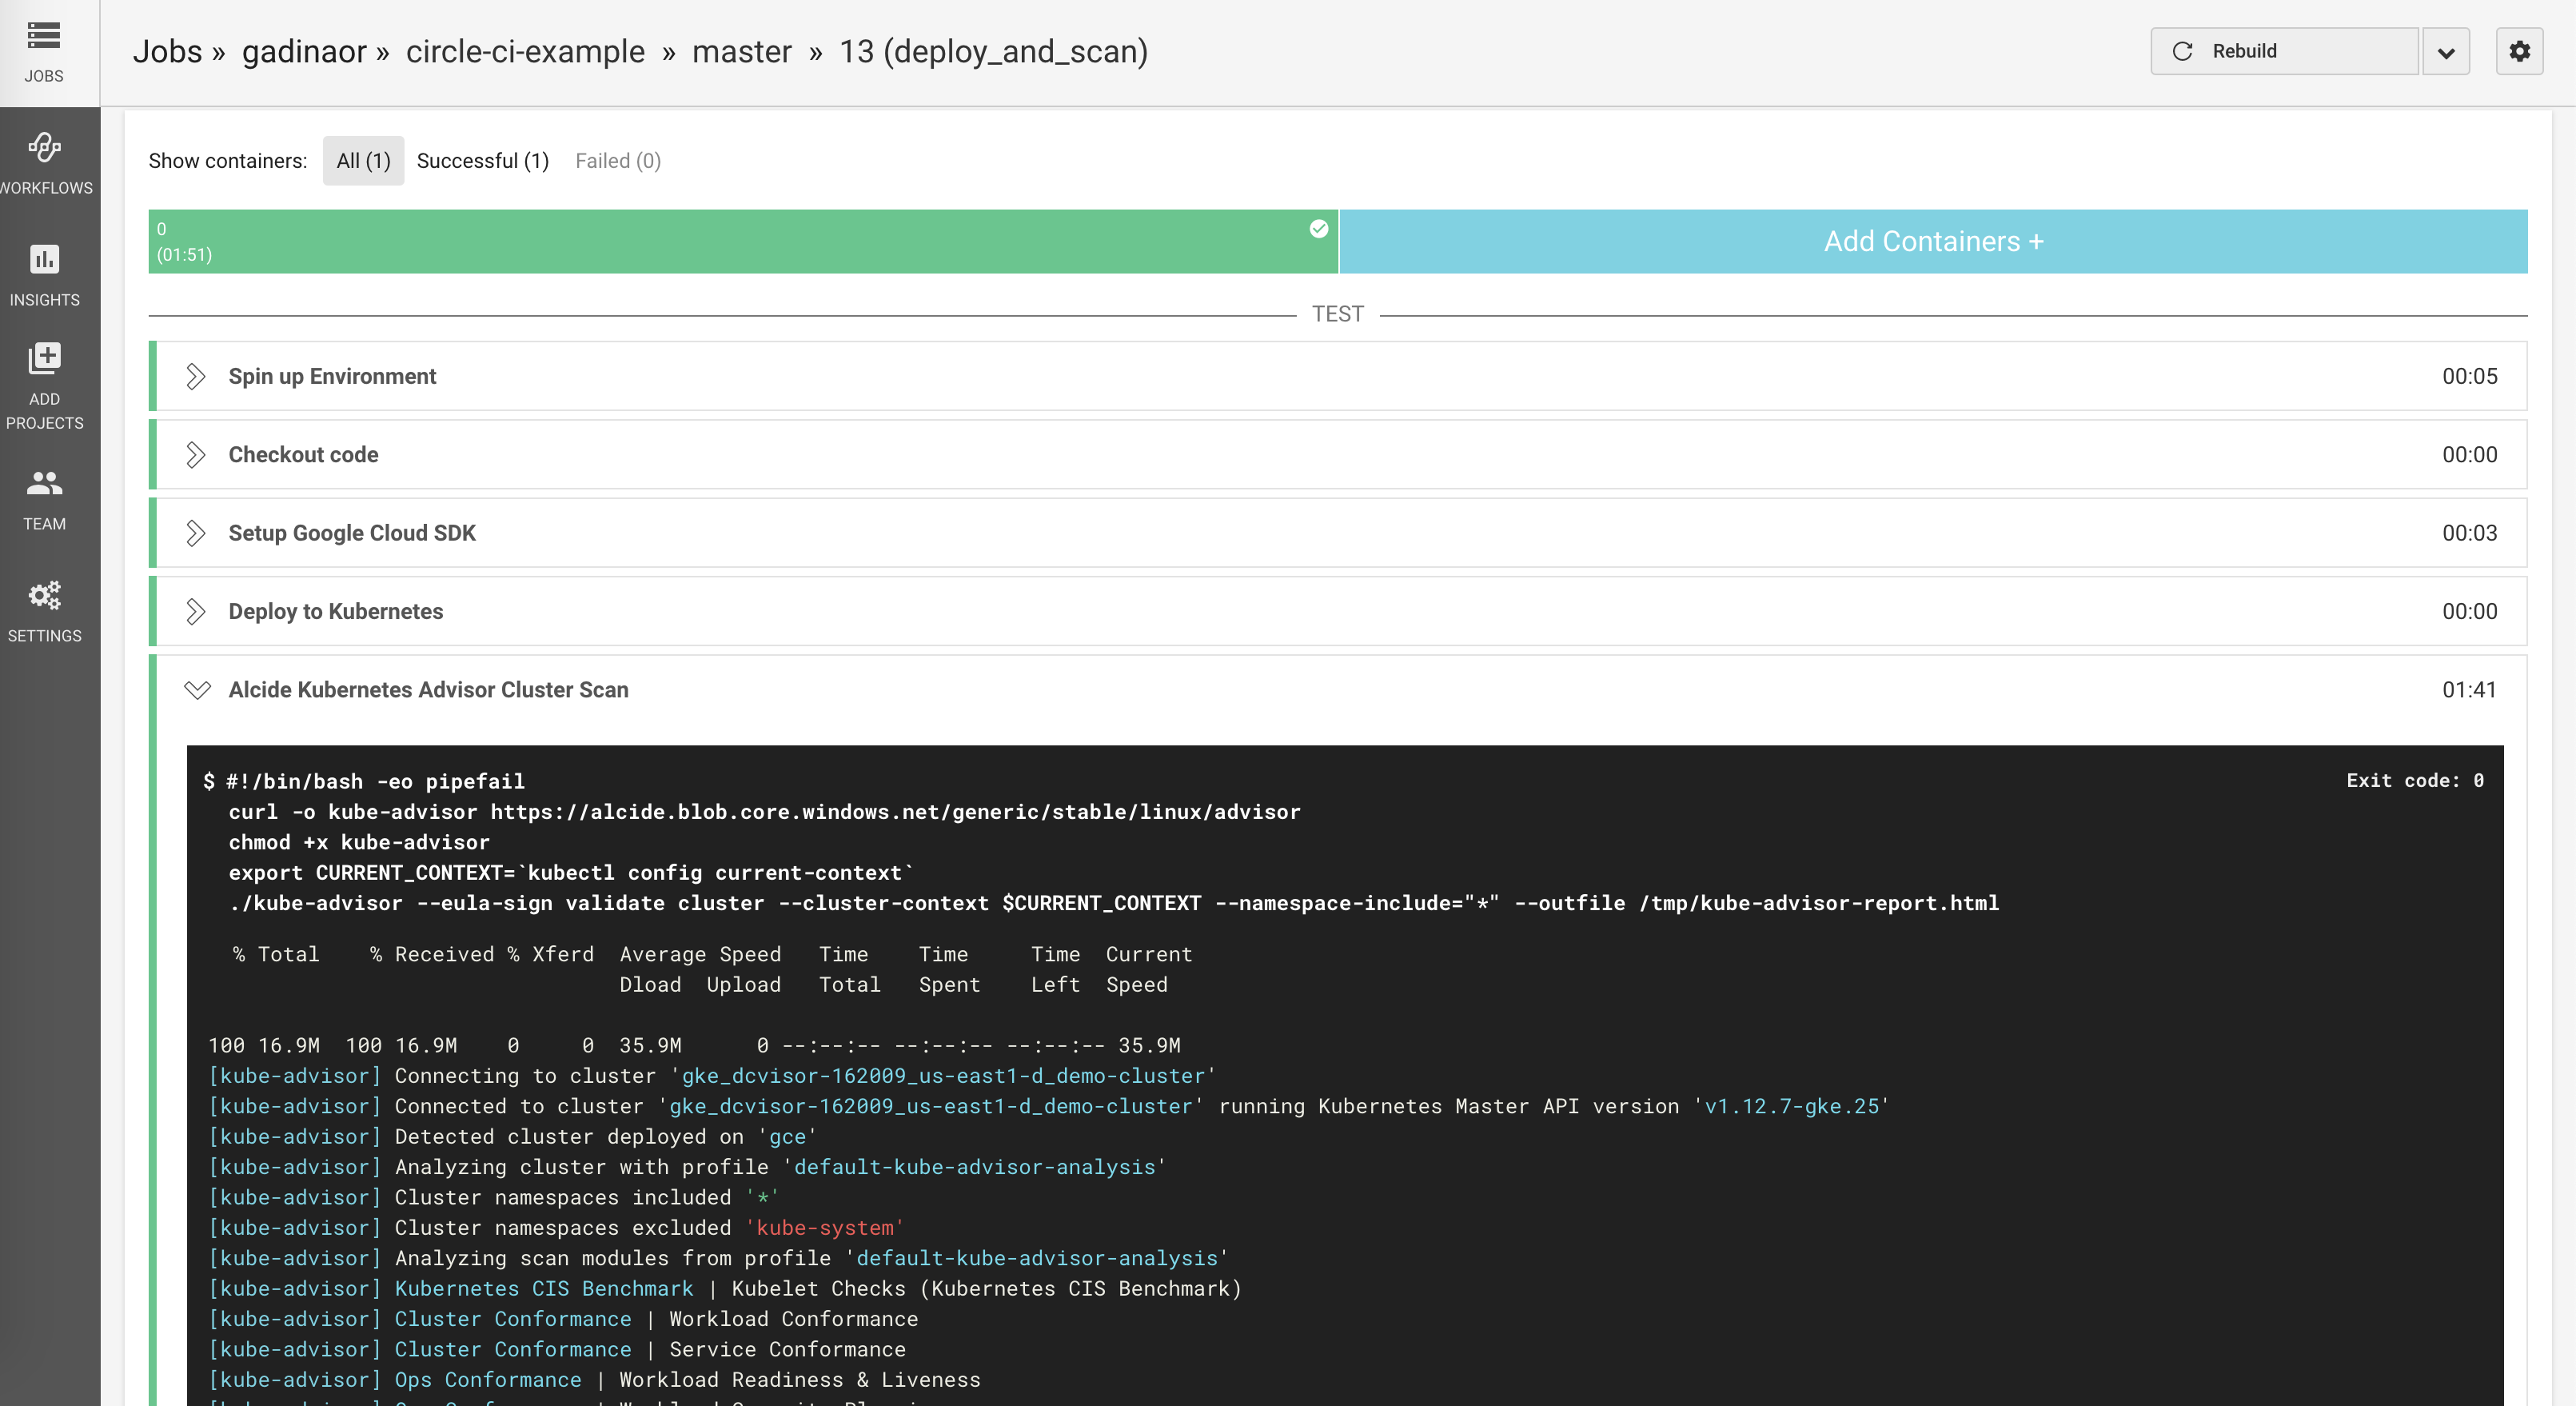 JOBS
WORKFLOWS
INSIGHTS
ADD
PROJECTS
TEAM
SETTINGS
Jobs » gadinaor » circle-ci-example » master » 13 (deploy_and_scan)
Rebuild
Show containers: All (1) Successful (1) Failed (0)
0
(01:51)
Add Containers +
TEST
Spin up Environment 00:05
Checkout code 00:00
Setup Google Cloud SDK 00:03
Deploy to Kubernetes 00:00
Alcide Kubernetes Advisor Cluster Scan 01:41
$ #!/bin/bash -eo pipefail Exit code: 0
curl -o kube-advisor https://alcide.blob.core.windows.net/generic/stable/linux/advisor
chmod +x kube-advisor
export CURRENT_CONTEXT=`kubectl config current-context`
./kube-advisor --eula-sign validate cluster --cluster-context $CURRENT_CONTEXT --namespace-include="*" --outfile /tmp/kube-advisor-report.html
% Total % Received % Xferd Average Speed Time Time Time Current
Dload Upload Total Spent Left Speed
100 16.9M 100 16.9M 0 0 35.9M 0 --:--:-- --:--:-- --:--:-- 35.9M
[kube-advisor] Connecting to cluster 'gke_dcvisor-162009_us-east1-d_demo-cluster'
[kube-advisor] Connected to cluster 'gke_dcvisor-162009_us-east1-d_demo-cluster' running Kubernetes Master API version 'v1.12.7-gke.25'
[kube-advisor] Detected cluster deployed on 'gce'
[kube-advisor] Analyzing cluster with profile 'default-kube-advisor-analysis'
[kube-advisor] Cluster namespaces included '*'
[kube-advisor] Cluster namespaces excluded 'kube-system'
[kube-advisor] Analyzing scan modules from profile 'default-kube-advisor-analysis'
[kube-advisor] Kubernetes CIS Benchmark | Kubelet Checks (Kubernetes CIS Benchmark)
[kube-advisor] Cluster Conformance | Workload Conformance
[kube-advisor] Cluster Conformance | Service Conformance
[kube-advisor] Ops Conformance | Workload Readiness & Liveness